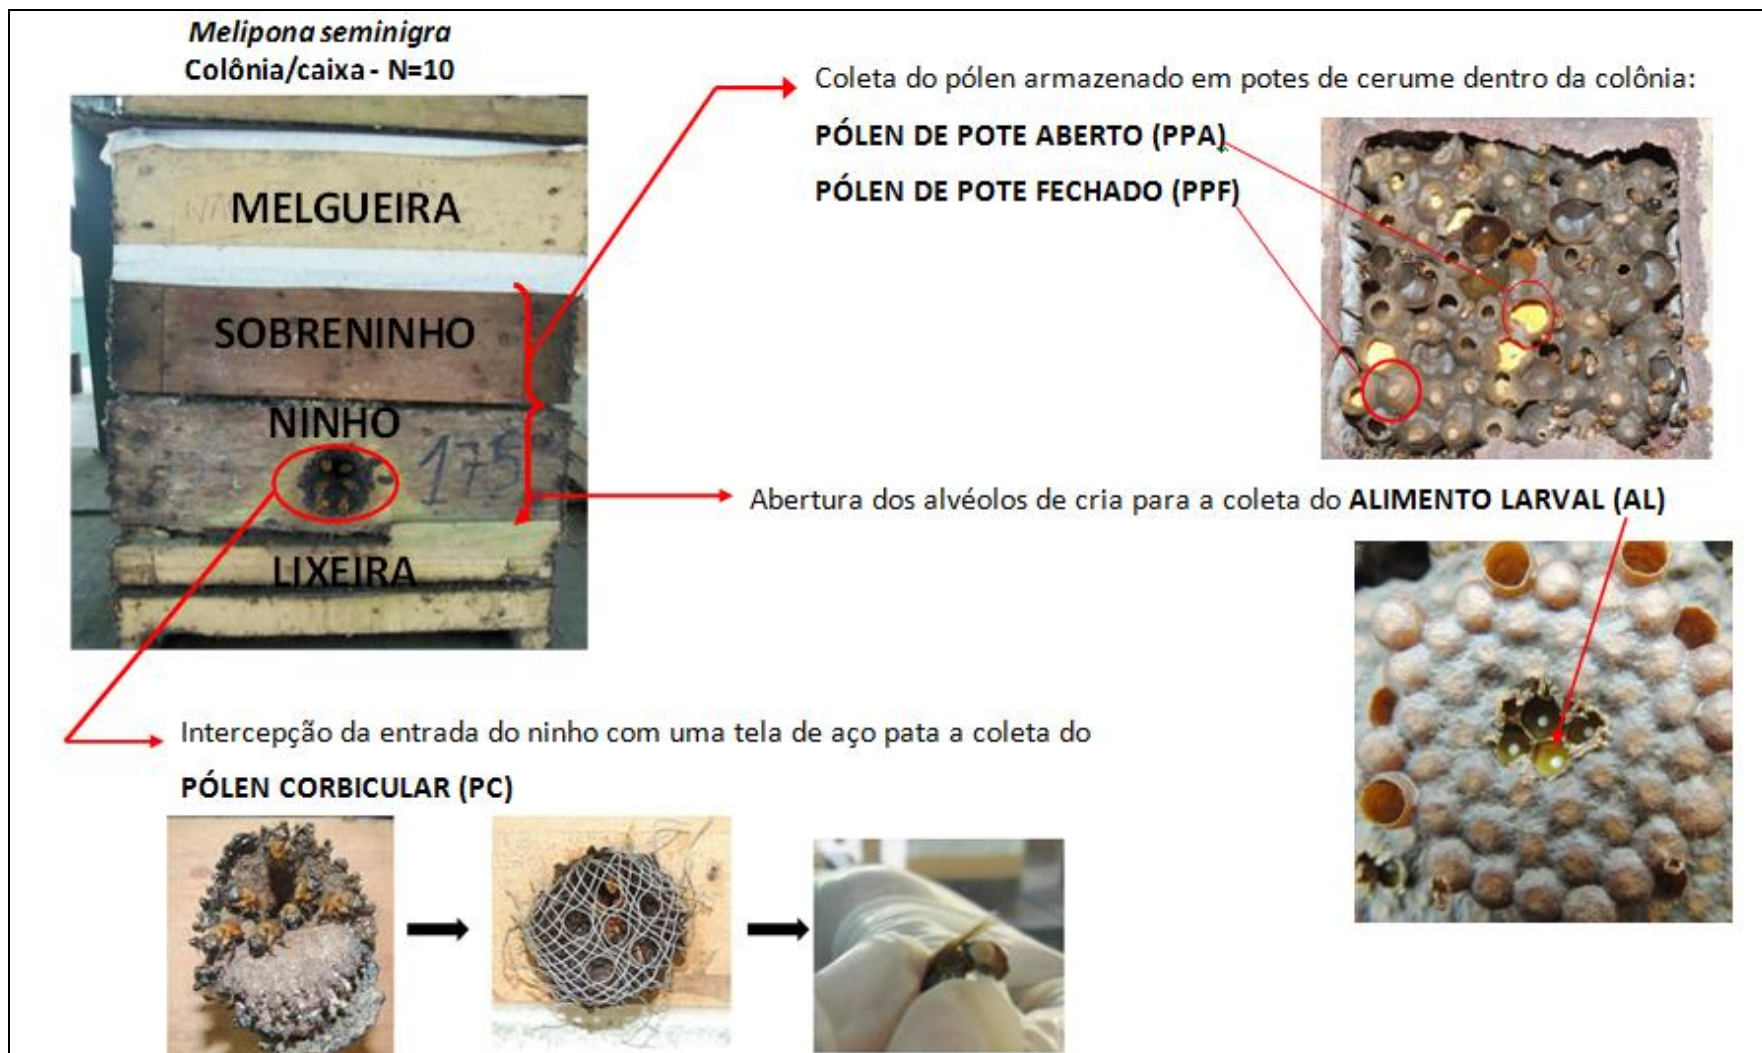 Melipona seminigra
Colônia/caixa - N=10
MELGUEIRA
SOBRENINHO
NINHO
175
LIXEIRA
Coleta do pólen armazenado em potes de cerume dentro da colônia:
PÓLEN DE POTE ABERTO (PPA)
PÓLEN DE POTE FECHADO (PPF)
Abertura dos alvéolos de cria para a coleta do ALIMENTO LARVAL (AL)
Intercepção da entrada do ninho com uma tela de aço pata a coleta do
PÓLEN CORBICULAR (PC)